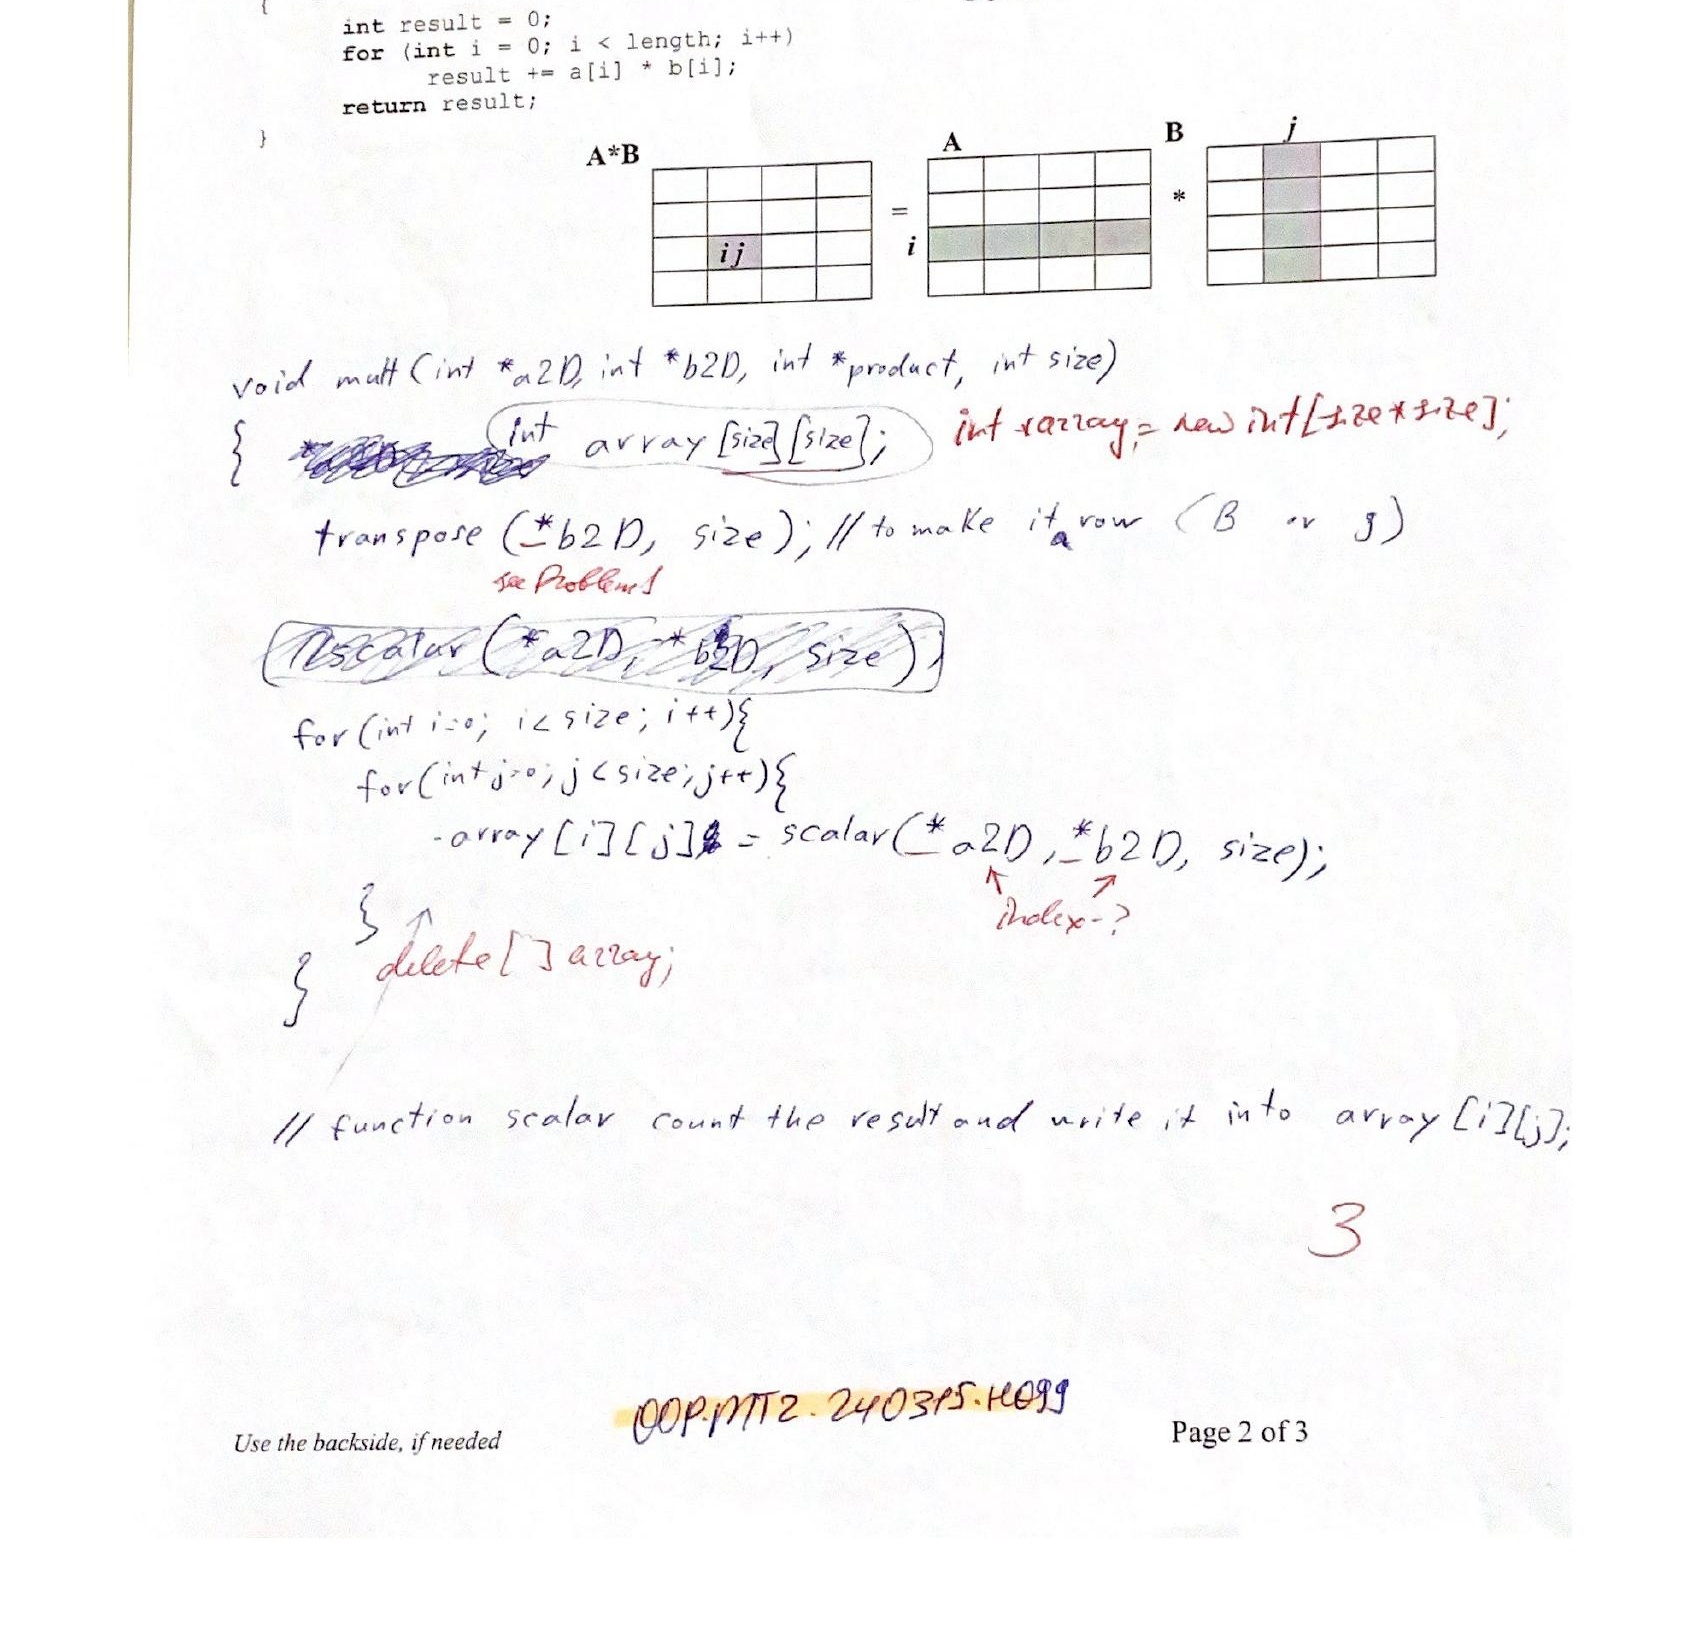 {
int result = 0;
for (int i = 0; i < length; i++)
result += a[i] * b[i];
return result;
}
A*B
A
B
j
=
*
i
ij
void mult (int *a2D, int *b2D, int *product, int size)
{ int array [size][size]; int *array = new int[size*size];
transpose (*b2D, size); // to make it a row (B or j)
see Problem 1
scalar (*a2D, *b2D, size);
for (int i=0; i<size; i++){
for (int j=0; j<size; j++){
array [i][j] = scalar(*a2D, *b2D, size);
index-?
}
delete[] array;
}
// function scalar count the result and write it into array [i][j];
3
OOP.MT2.240315.H099
Use the backside, if needed
Page 2 of 3